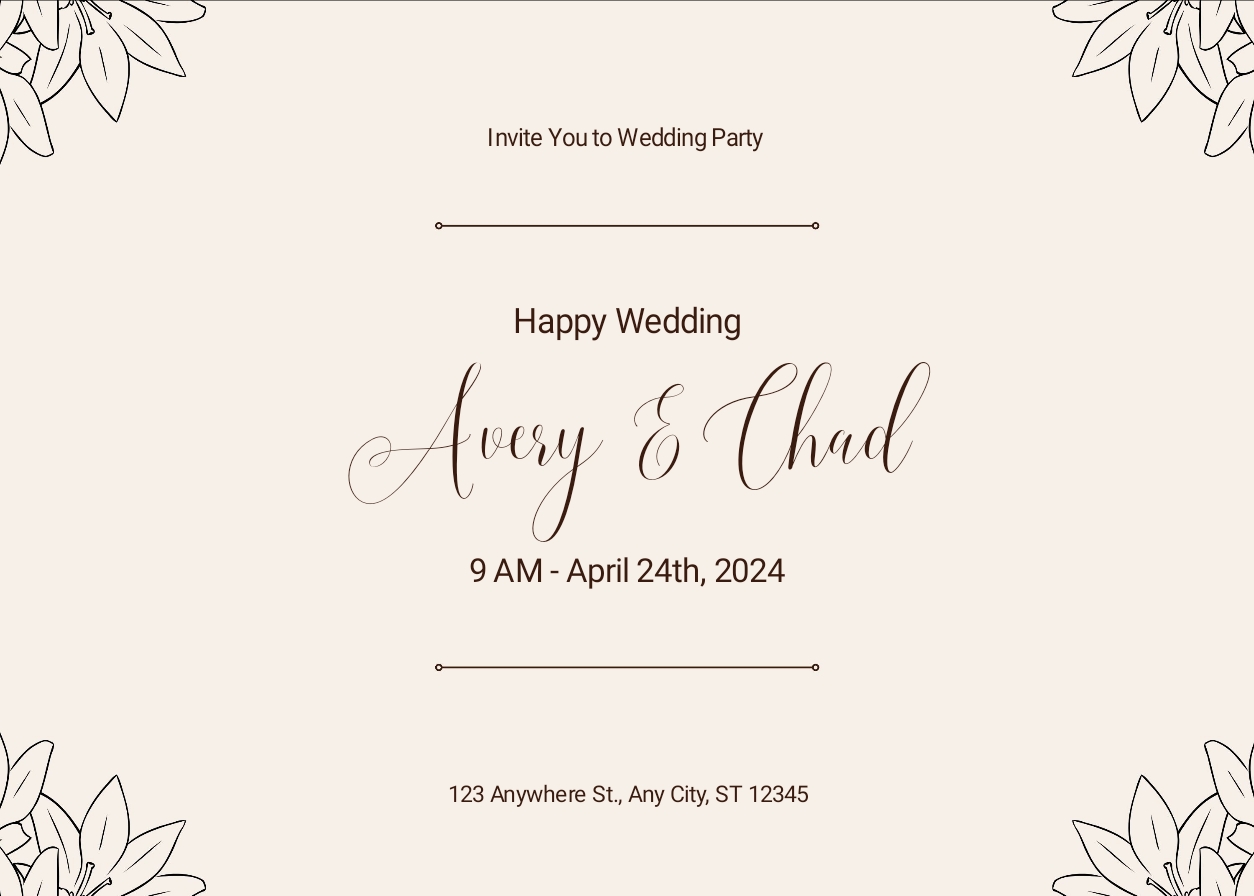 Invite You to Wedding Party
Happy Wedding
Avery & Chad
9 AM - April 24th, 2024
123 Anywhere St., Any City, ST 12345